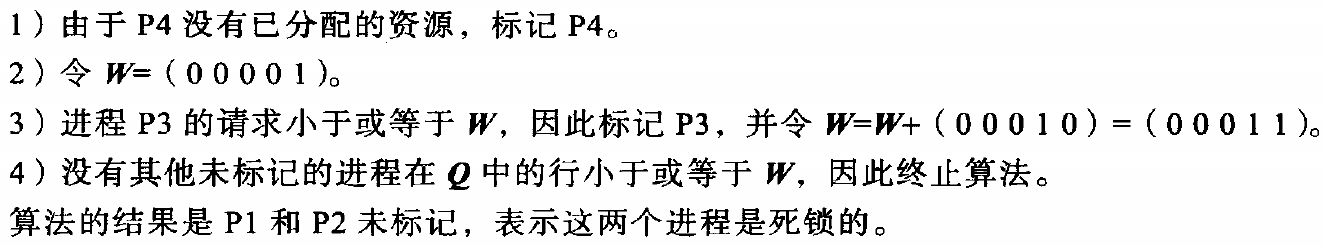 1）由于 P4 没有已分配的资源，标记 P4。
2）令 W=（0 0 0 0 1）。
3）进程 P3 的请求小于或等于 W，因此标记 P3，并令 W=W+（0 0 0 1 0）=（0 0 0 1 1）。
4）没有其他未标记的进程在 Q 中的行小于或等于 W，因此终止算法。
算法的结果是 P1 和 P2 未标记，表示这两个进程是死锁的。